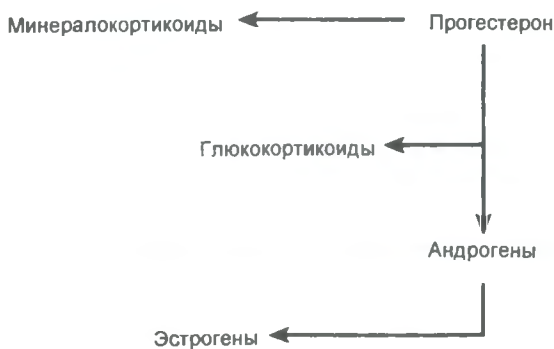 Минералокортикоиды Прогестерон
Глюкокортикоиды
Андрогены
Эстрогены